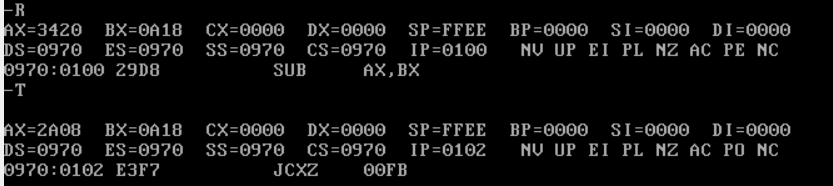 -R
AX=3420 BX=0A18 CX=0000 DX=0000 SP=FFEE BP=0000 SI=0000 DI=0000
DS=0970 ES=0970 SS=0970 CS=0970 IP=0100 NV UP EI PL NZ AC PE NC
0970:0100 29D8 SUB AX,BX
-T
AX=2A08 BX=0A18 CX=0000 DX=0000 SP=FFEE BP=0000 SI=0000 DI=0000
DS=0970 ES=0970 SS=0970 CS=0970 IP=0102 NV UP EI PL NZ AC PO NC
0970:0102 E3F7 JCXZ 00FB